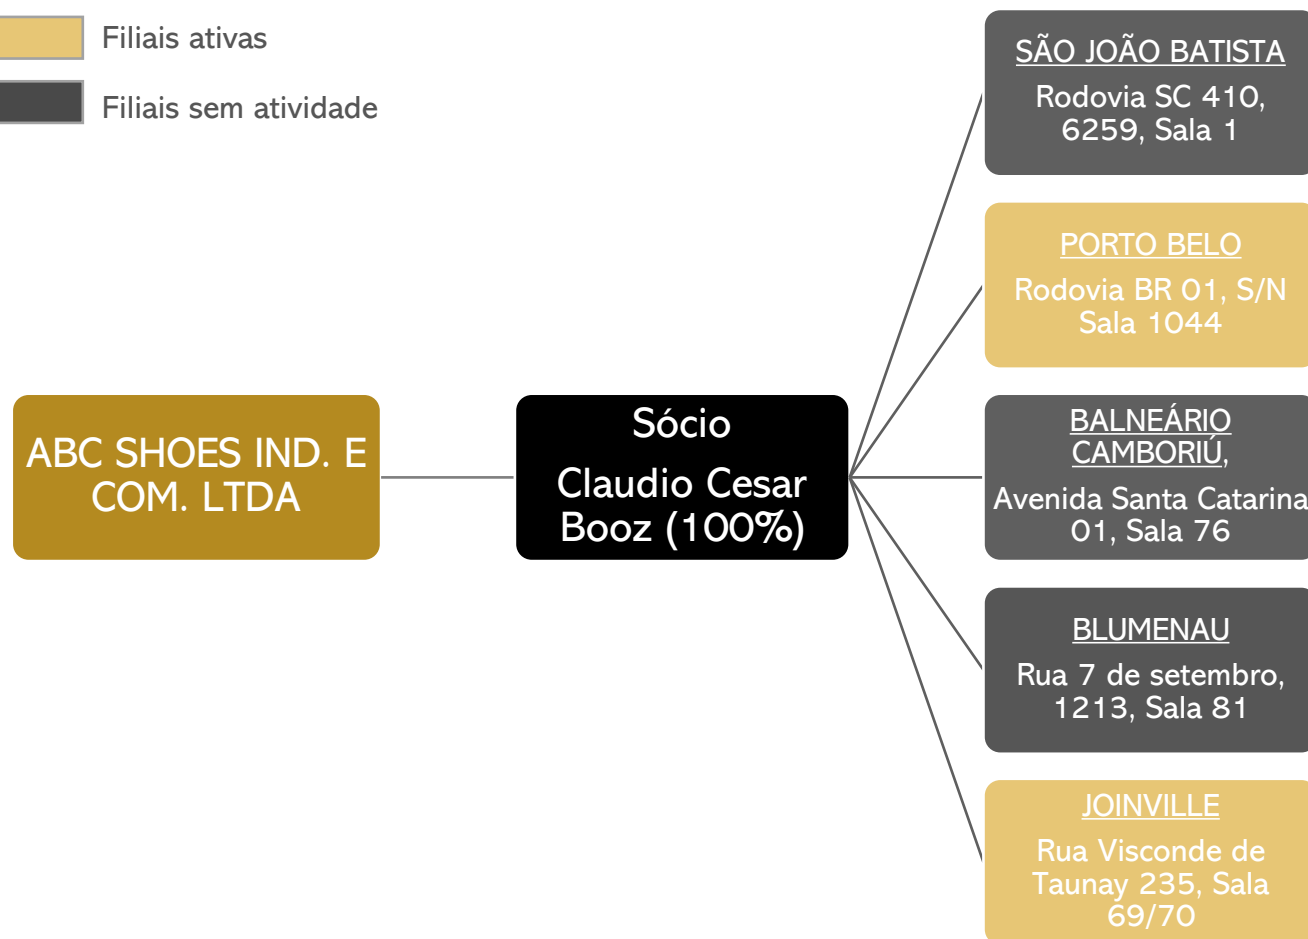 Filiais ativas
Filiais sem atividade
ABC SHOES IND. E
COM. LTDA
Sócio
Claudio Cesar
Booz (100%)
SÃO JOÃO BATISTA
Rodovia SC 410,
6259, Sala 1
PORTO BELO
Rodovia BR 01, S/N
Sala 1044
BALNEÁRIO
CAMBORIÚ,
Avenida Santa Catarina
01, Sala 76
BLUMENAU
Rua 7 de setembro,
1213, Sala 81
JOINVILLE
Rua Visconde de
Taunay 235, Sala
69/70